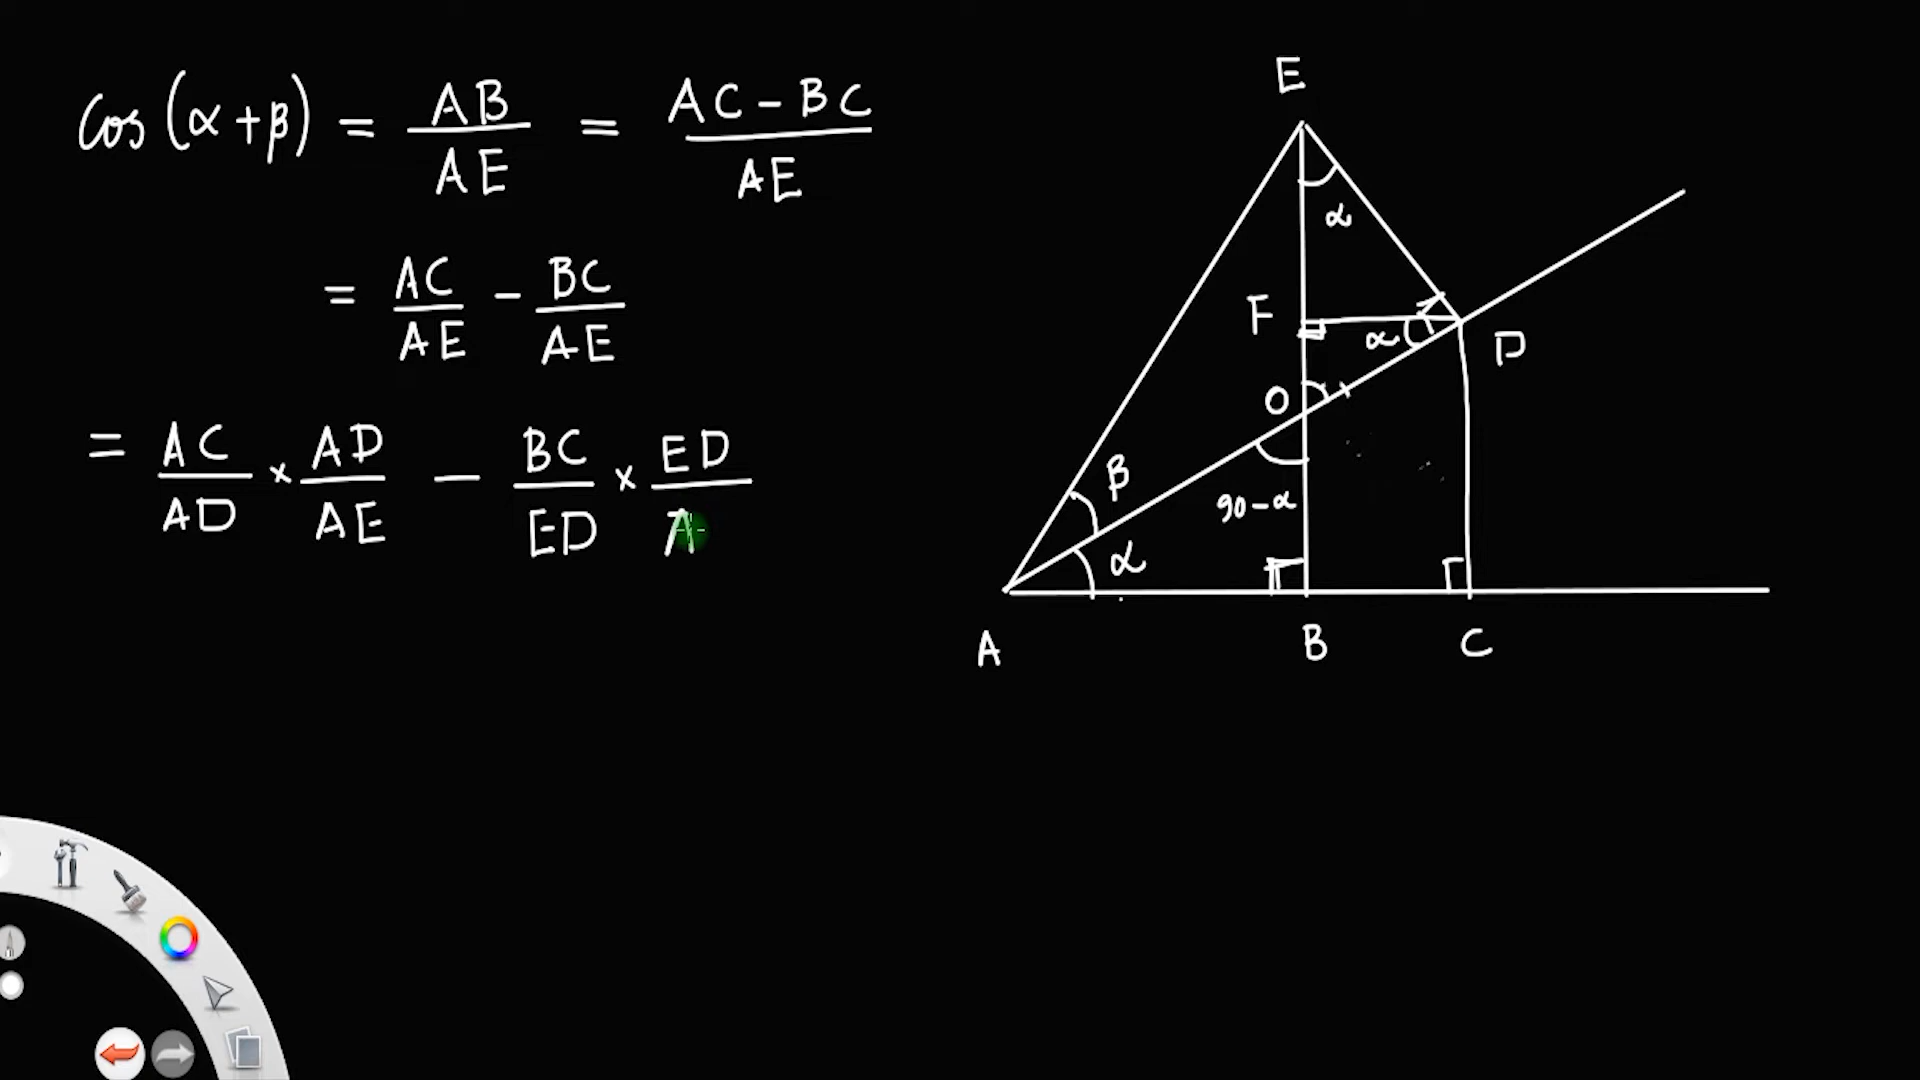 cos (α+β) = AB/AE = AC-BC/AE
= AC/AE - BC/AE
= AC/AD × AD/AE - BC/ED × ED/A
E
α
F
α
D
O
β
90-α
α
A B C